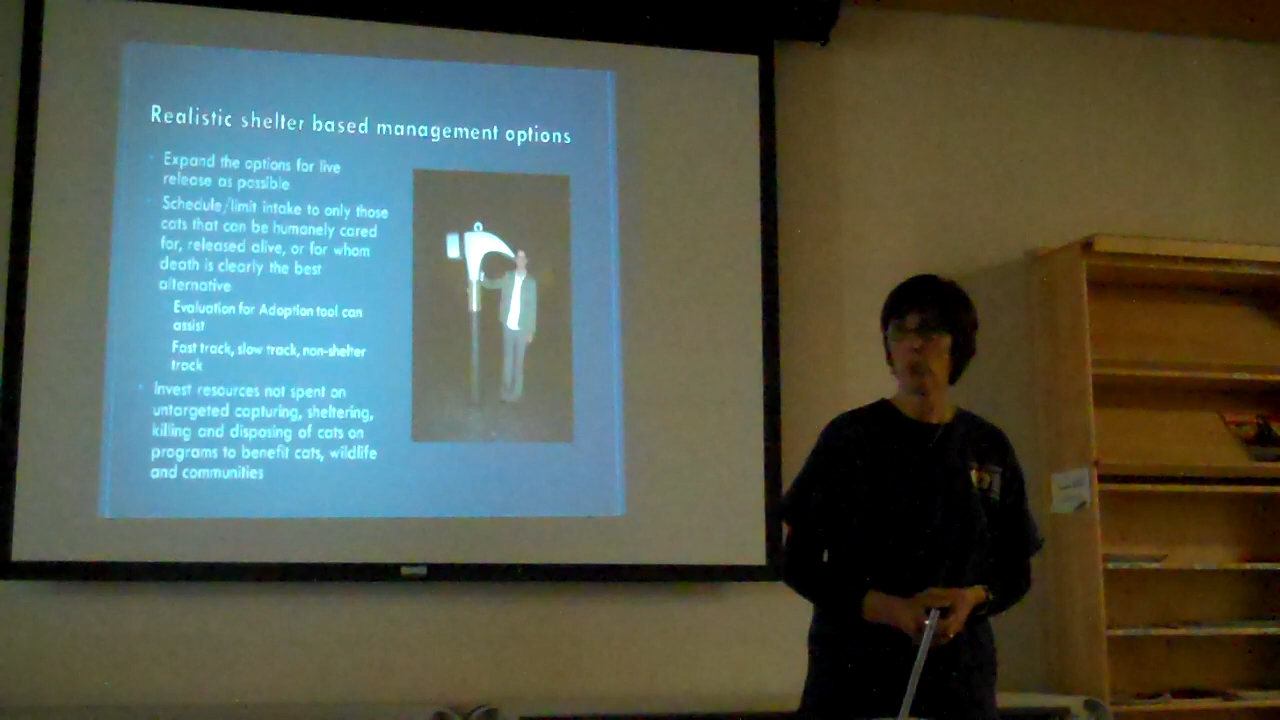 Realistic shelter based management options
Expand the options for live
release as possible
Schedule/limit intake to only those
cats that can be humanely cared
for, released alive, or for whom
death is clearly the best
alternative
Evaluation for Adoption tool can
assist
Fast track, slow track, non-shelter
track
Invest resources not spent on
untargeted capturing, sheltering,
killing and disposing of cats on
programs to benefit cats, wildlife
and communities